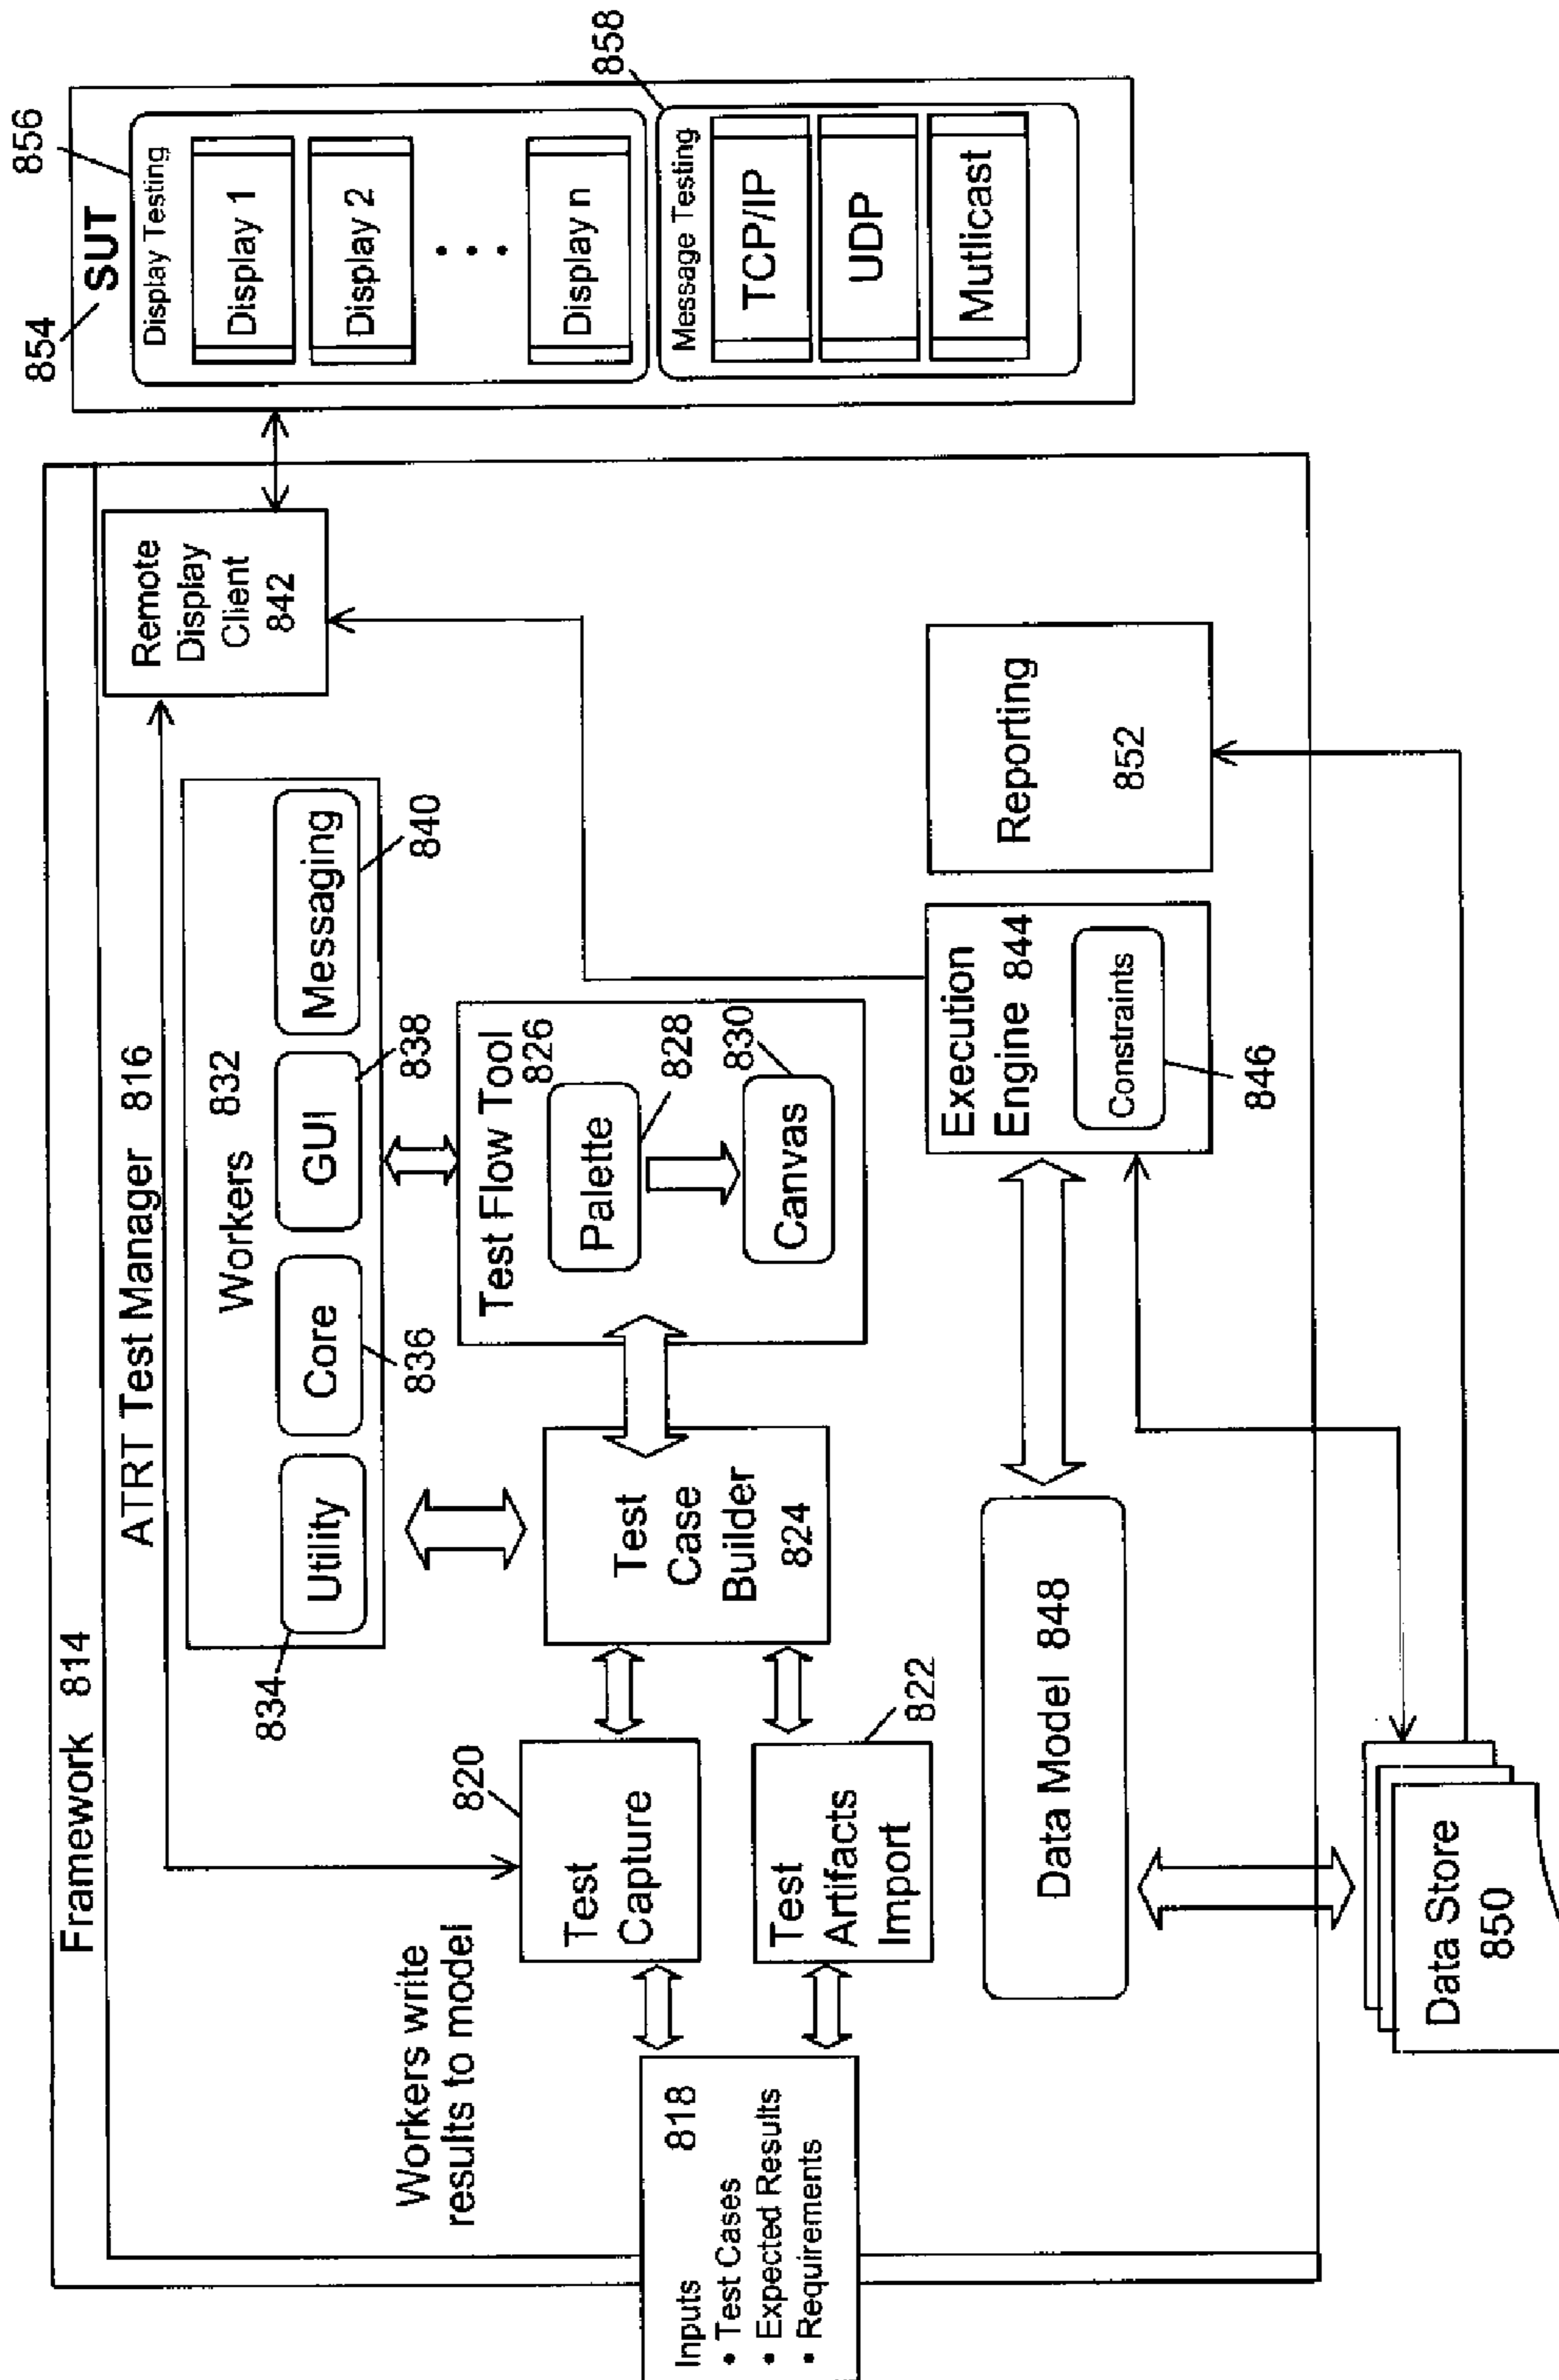 Framework 814
ATRT Test Manager 816
Workers write
results to model
Inputs 818
• Test Cases
• Expected Results
• Requirements
820
Test
Capture
Test
Artifacts
Import
822
Workers 832
Utility
834
Core
836
GUI
838
Messaging
840
Test
Case
Builder
824
Test Flow Tool
826
Palette
828
Canvas
830
Remote
Display
Client
842
Data Model 848
Execution
Engine 844
Constraints
846
Reporting
852
Data Store
850
854
SUT
856
Display Testing
Display 1
Display 2
• • •
Display n
858
Message Testing
TCP/IP
UDP
Mutlicast